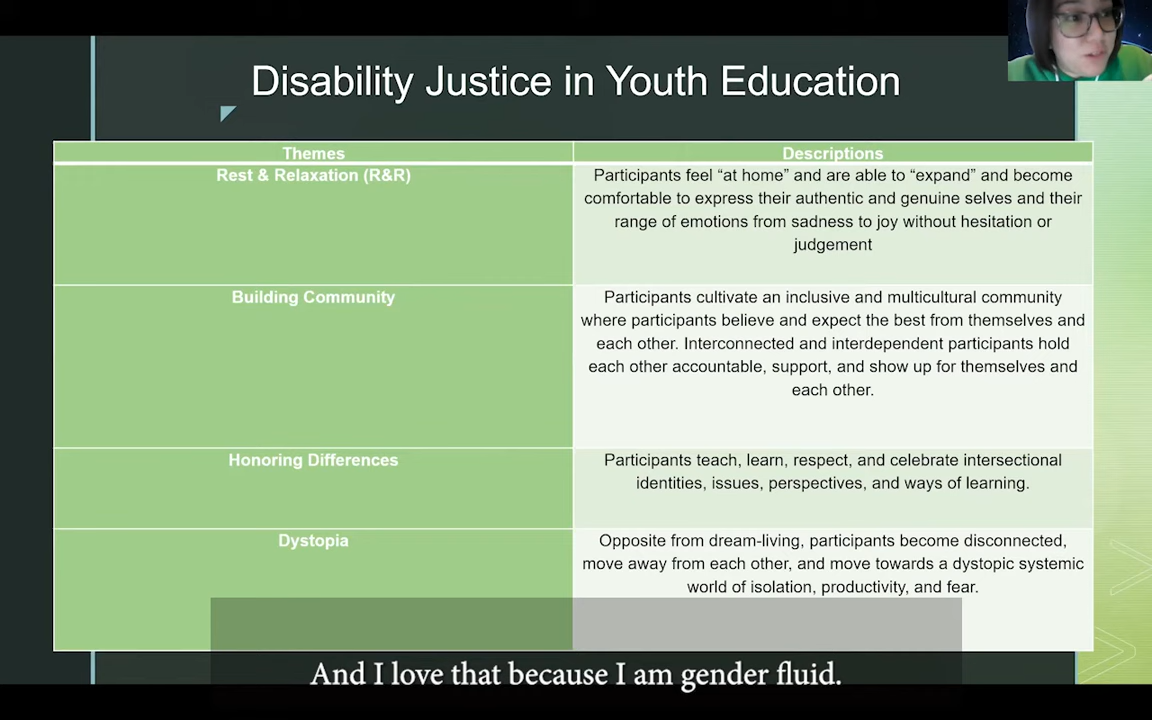 Disability Justice in Youth Education
Themes
Descriptions
Rest & Relaxation (R&R)
Participants feel “at home” and are able to “expand” and become
comfortable to express their authentic and genuine selves and their
range of emotions from sadness to joy without hesitation or
judgement
Building Community
Participants cultivate an inclusive and multicultural community
where participants believe and expect the best from themselves and
each other. Interconnected and interdependent participants hold
each other accountable, support, and show up for themselves and
each other.
Honoring Differences
Participants teach, learn, respect, and celebrate intersectional
identities, issues, perspectives, and ways of learning.
Dystopia
Opposite from dream-living, participants become disconnected,
move away from each other, and move towards a dystopic systemic
world of isolation, productivity, and fear.
And I love that because I am gender fluid.